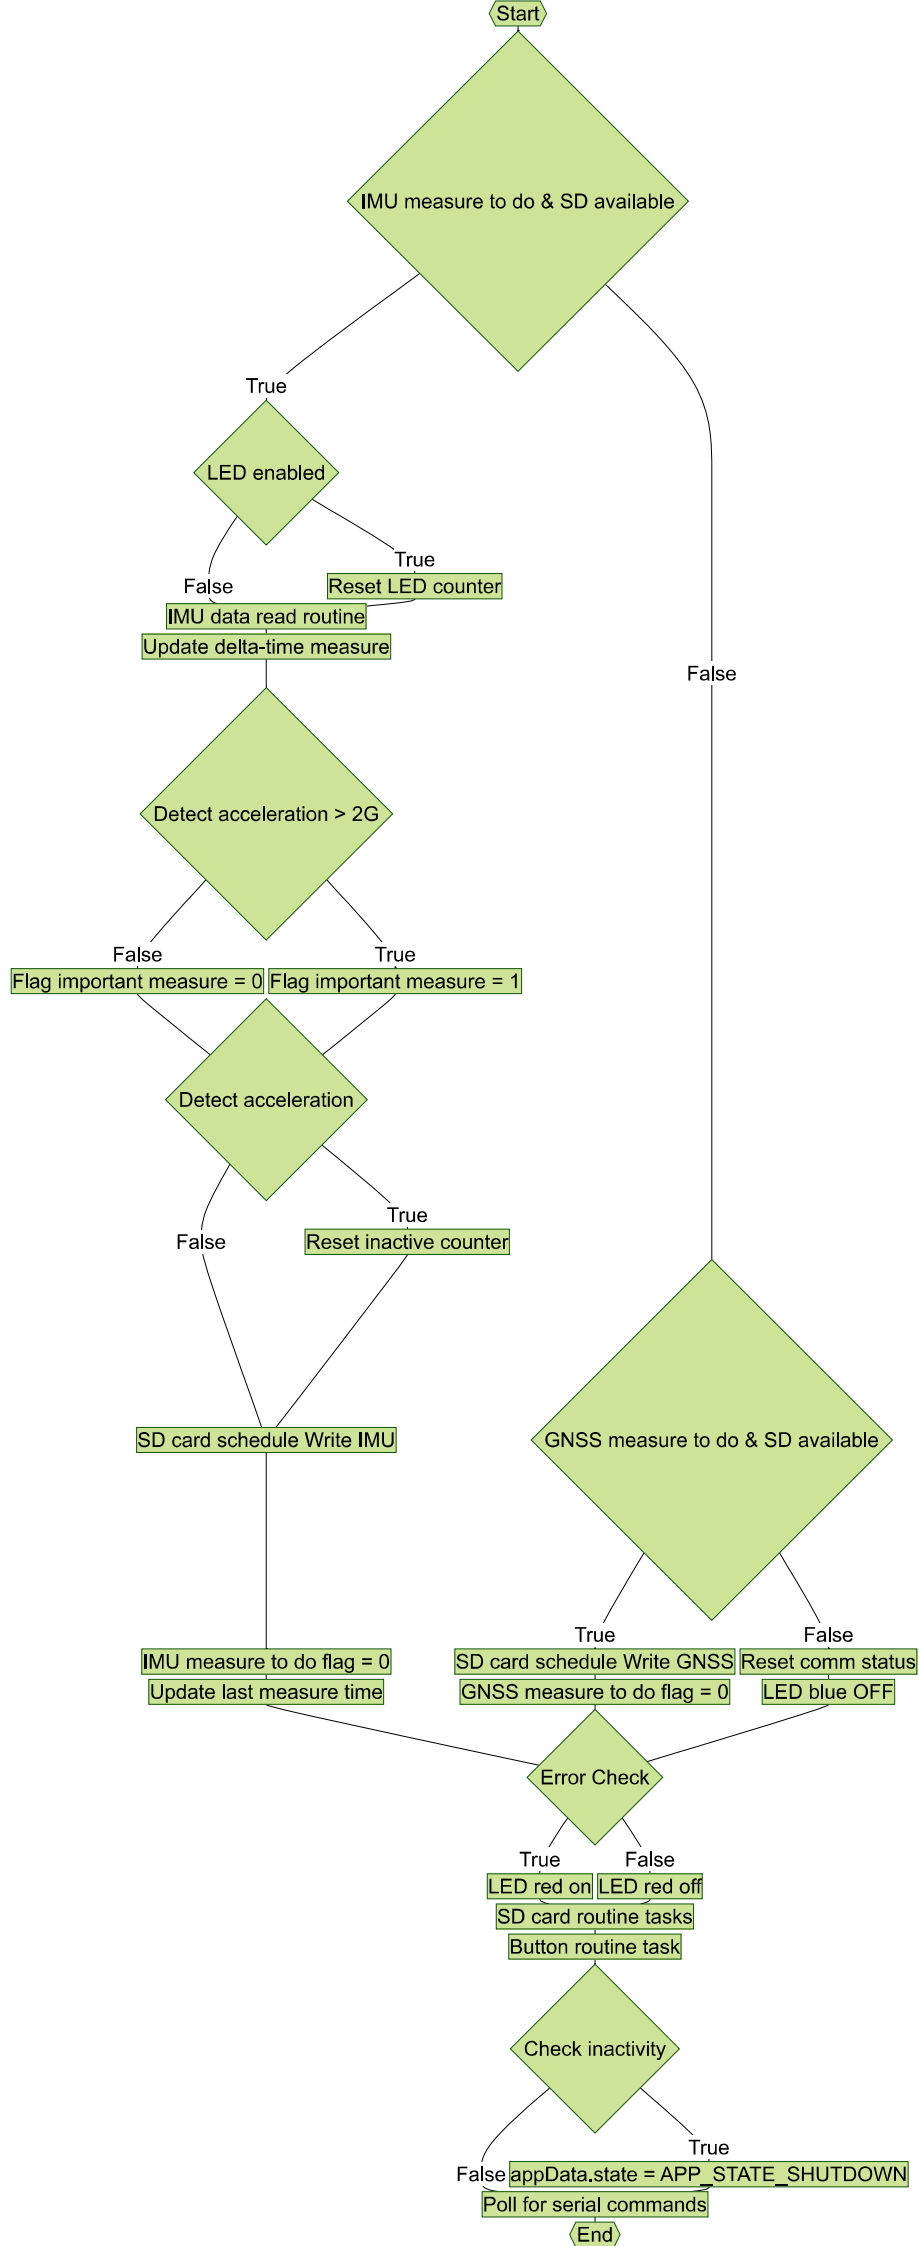 Start
IMU measure to do & SD available
True
LED enabled
True
False
Reset LED counter
IMU data read routine
Update delta-time measure
False
Detect acceleration > 2G
False
True
Flag important measure = 0
Flag important measure = 1
Detect acceleration
True
False
Reset inactive counter
SD card schedule Write IMU
GNSS measure to do & SD available
True
False
IMU measure to do flag = 0
SD card schedule Write GNSS
Reset comm status
Update last measure time
GNSS measure to do flag = 0
LED blue OFF
Error Check
True
False
LED red on
LED red off
SD card routine tasks
Button routine task
Check inactivity
True
False
appData.state = APP_STATE_SHUTDOWN
Poll for serial commands
End